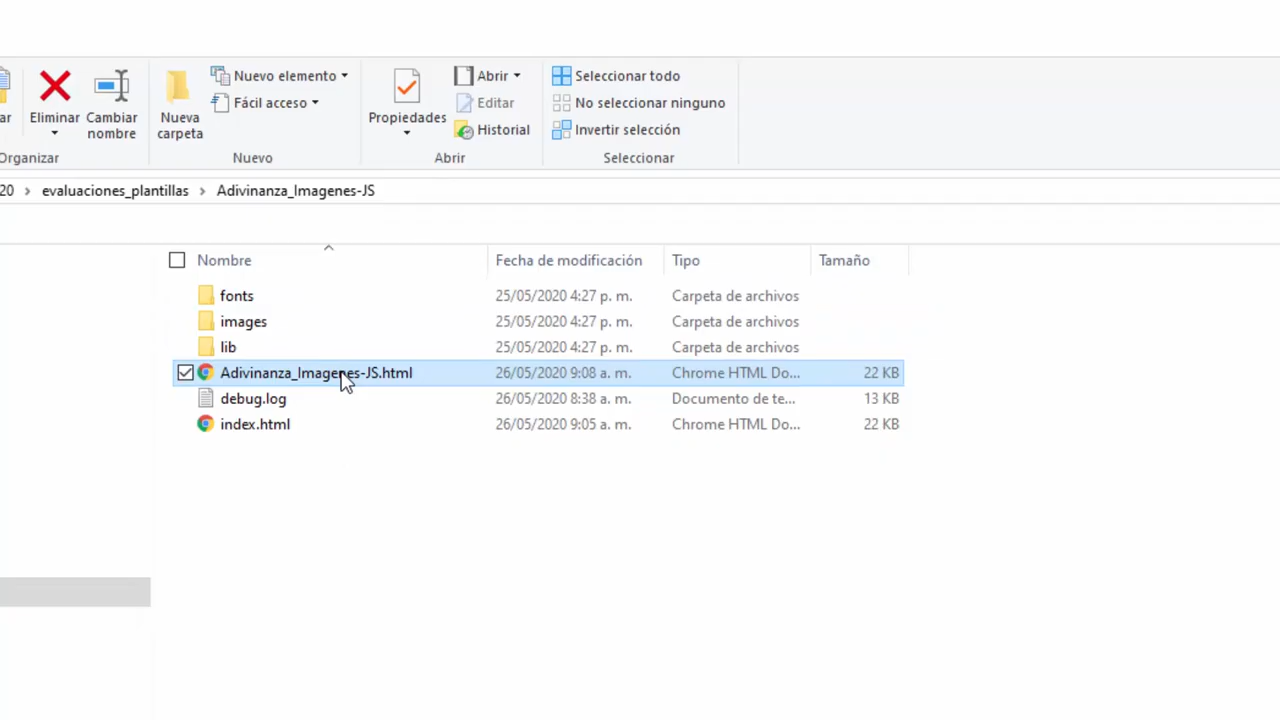 ar
Eliminar
Cambiar nombre
Organizar
Nueva carpeta
Nuevo elemento
Fácil acceso
Nuevo
Propiedades
Abrir
Editar
Historial
Abrir
Seleccionar todo
No seleccionar ninguno
Invertir selección
Seleccionar
20 › evaluaciones_plantillas › Adivinanza_Imagenes-JS
Nombre Fecha de modificación Tipo Tamaño
fonts 25/05/2020 4:27 p. m. Carpeta de archivos
images 25/05/2020 4:27 p. m. Carpeta de archivos
lib 25/05/2020 4:27 p. m. Carpeta de archivos
Adivinanza_Imagenes-JS.html 26/05/2020 9:08 a. m. Chrome HTML Do... 22 KB
debug.log 26/05/2020 8:38 a. m. Documento de te... 13 KB
index.html 26/05/2020 9:05 a. m. Chrome HTML Do... 22 KB